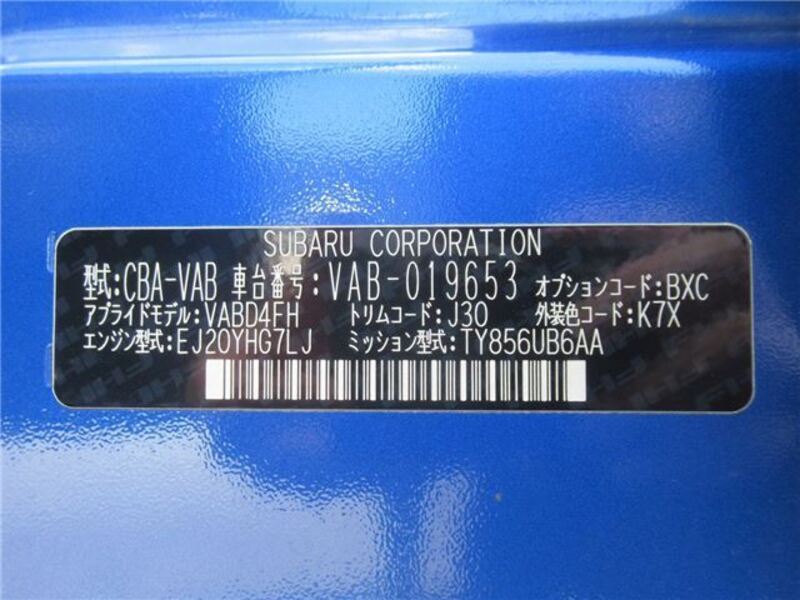 SUBARU CORPORATION
型式:CBA-VAB 車台番号:VAB-019653 オプションコード:BXC
アプライドモデル:VABD4FH トリムコード:J30 外装色コード:K7X
エンジン型式:EJ20YHG7LJ ミッション型式:TY856UB6AA